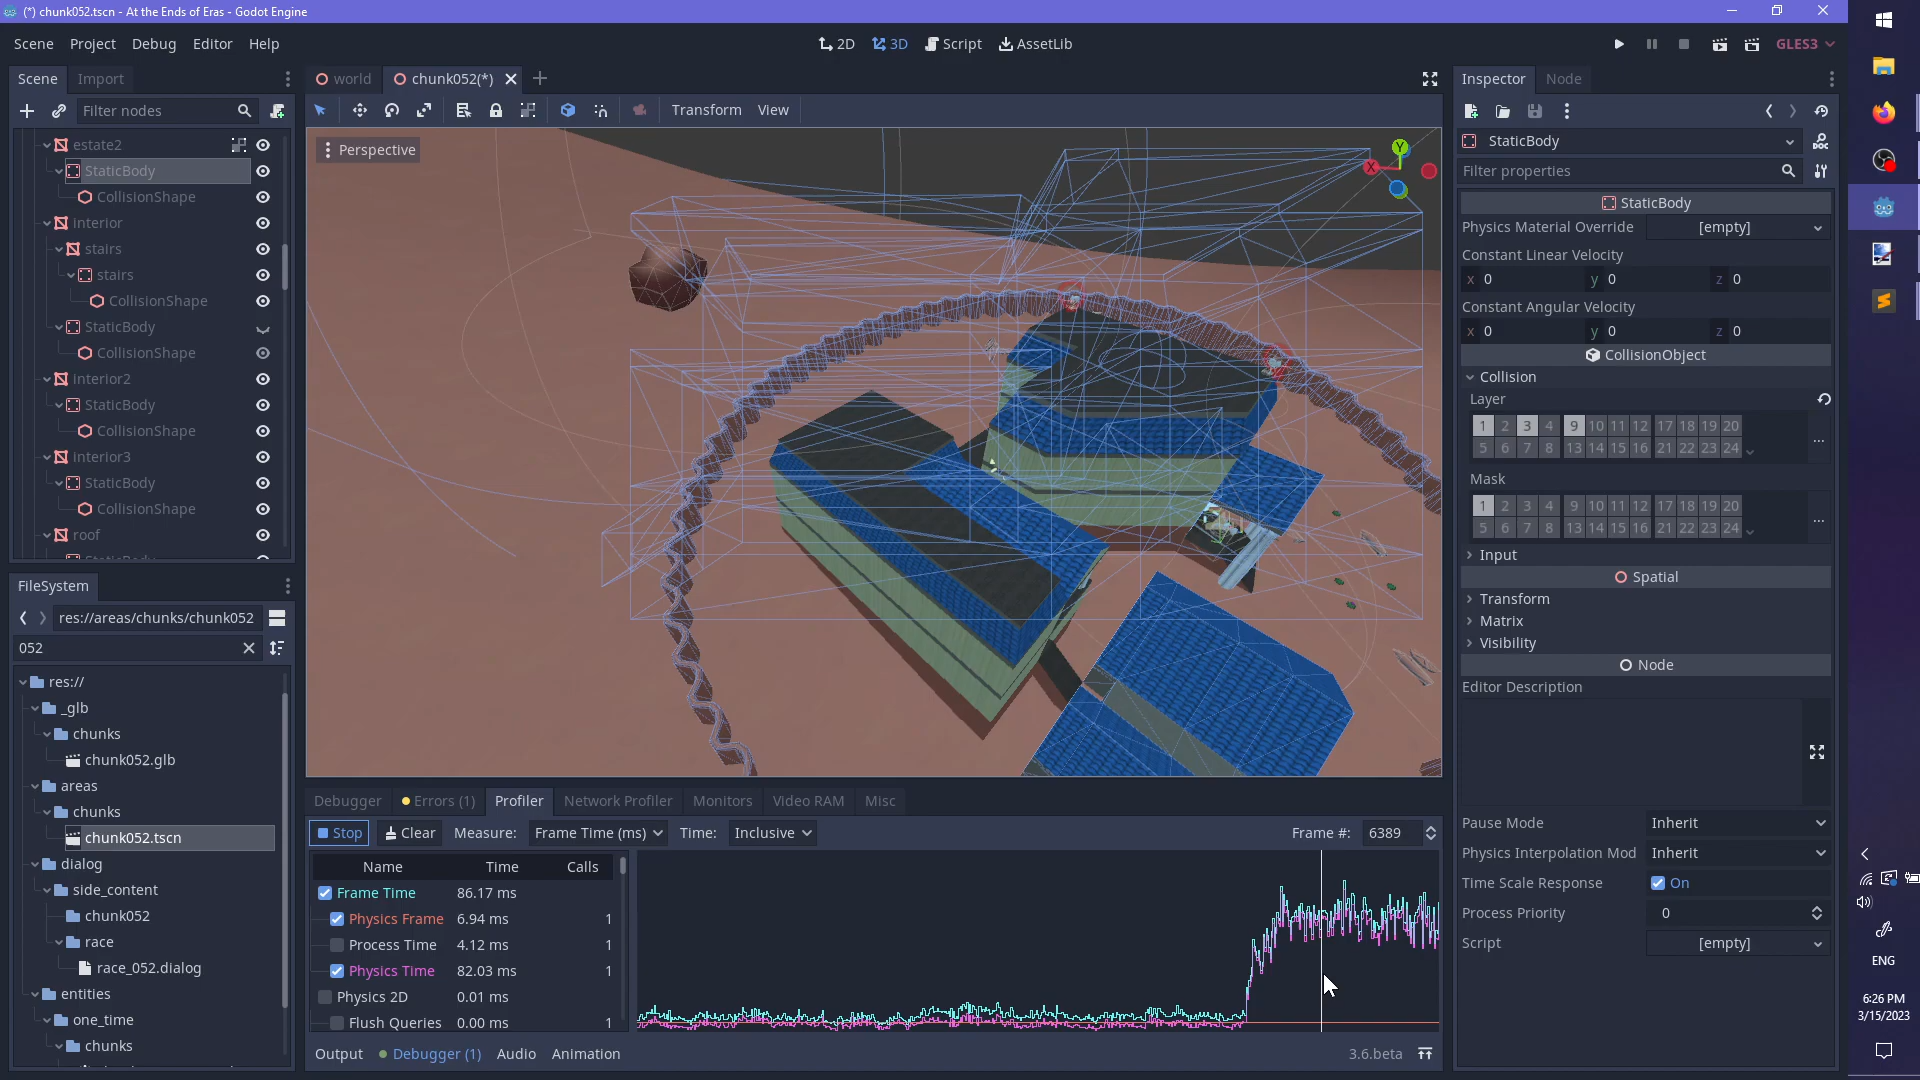 (*) chunk052.tscn - At the Ends of Eras - Godot Engine
Scene Project Debug Editor Help
2D 3D Script AssetLib
GLES3
Scene Import
Filter nodes
estate2
StaticBody
CollisionShape
interior
stairs
stairs
CollisionShape
StaticBody
CollisionShape
interior2
StaticBody
CollisionShape
interior3
StaticBody
CollisionShape
roof
FileSystem
res://areas/chunks/chunk052
052
res://
_glb
chunks
chunk052.glb
areas
chunks
chunk052.tscn
dialog
side_content
chunk052
race
race_052.dialog
entities
one_time
chunks
world chunk052(*)
Transform View
Perspective
Y
X
Debugger Errors (1) Profiler Network Profiler Monitors Video RAM Misc
Stop Clear Measure: Frame Time (ms) Time: Inclusive Frame #: 6389
Name Time Calls
Frame Time 86.17 ms
Physics Frame 6.94 ms 1
Process Time 4.12 ms 1
Physics Time 82.03 ms 1
Physics 2D 0.01 ms
Flush Queries 0.00 ms 1
Output Debugger (1) Audio Animation 3.6.beta
Inspector Node
StaticBody
Filter properties
StaticBody
Physics Material Override [empty]
Constant Linear Velocity
x 0 y 0 z 0
Constant Angular Velocity
x 0 y 0 z 0
CollisionObject
Collision
Layer
1 2 3 4 9 10 11 12 17 18 19 20
5 6 7 8 13 14 15 16 21 22 23 24
...
Mask
1 2 3 4 9 10 11 12 17 18 19 20
5 6 7 8 13 14 15 16 21 22 23 24
...
Input
Spatial
Transform
Matrix
Visibility
Node
Editor Description
Pause Mode Inherit
Physics Interpolation Mod Inherit
Time Scale Response On
Process Priority 0
Script [empty]
ENG
6:26 PM
3/15/2023